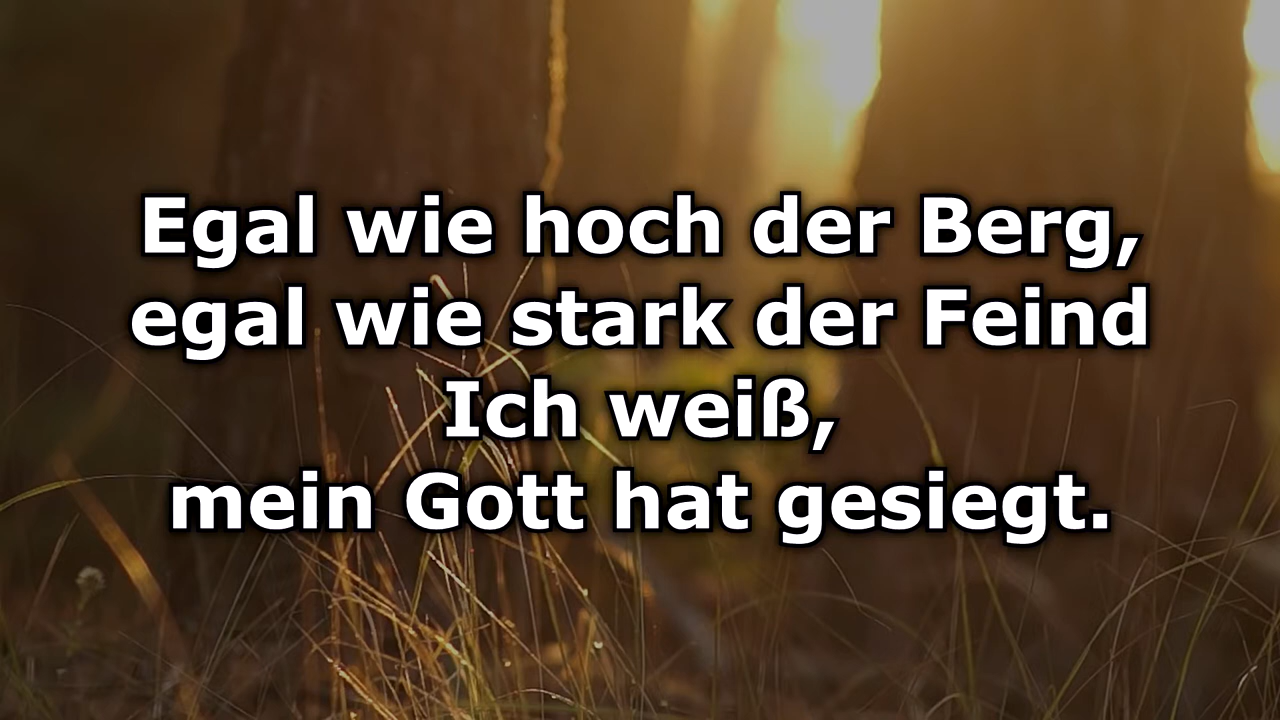 Egal wie hoch der Berg,
egal wie stark der Feind
Ich weiß,
mein Gott hat gesiegt.